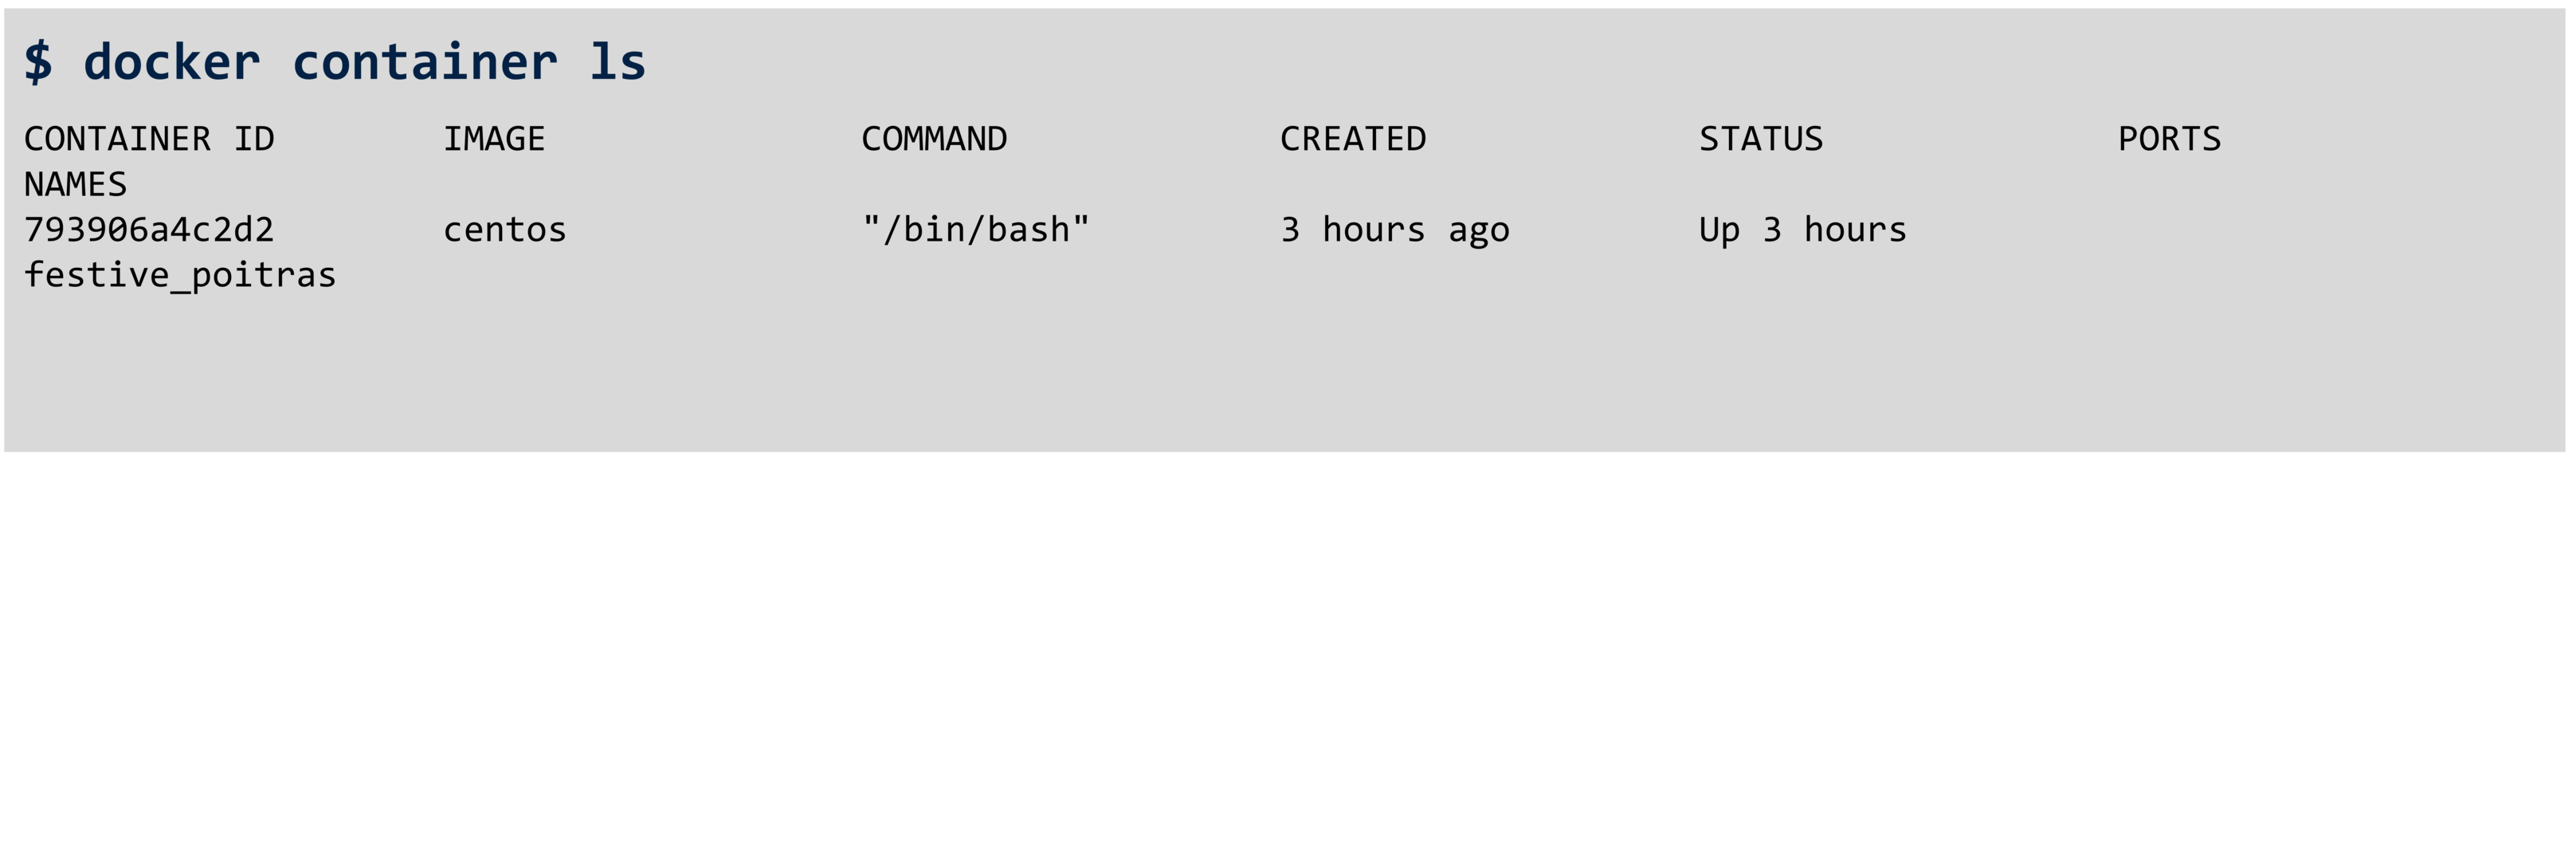 $ docker container ls
CONTAINER ID        IMAGE               COMMAND             CREATED             STATUS              PORTS
NAMES
793906a4c2d2        centos              "/bin/bash"         3 hours ago         Up 3 hours
festive_poitras